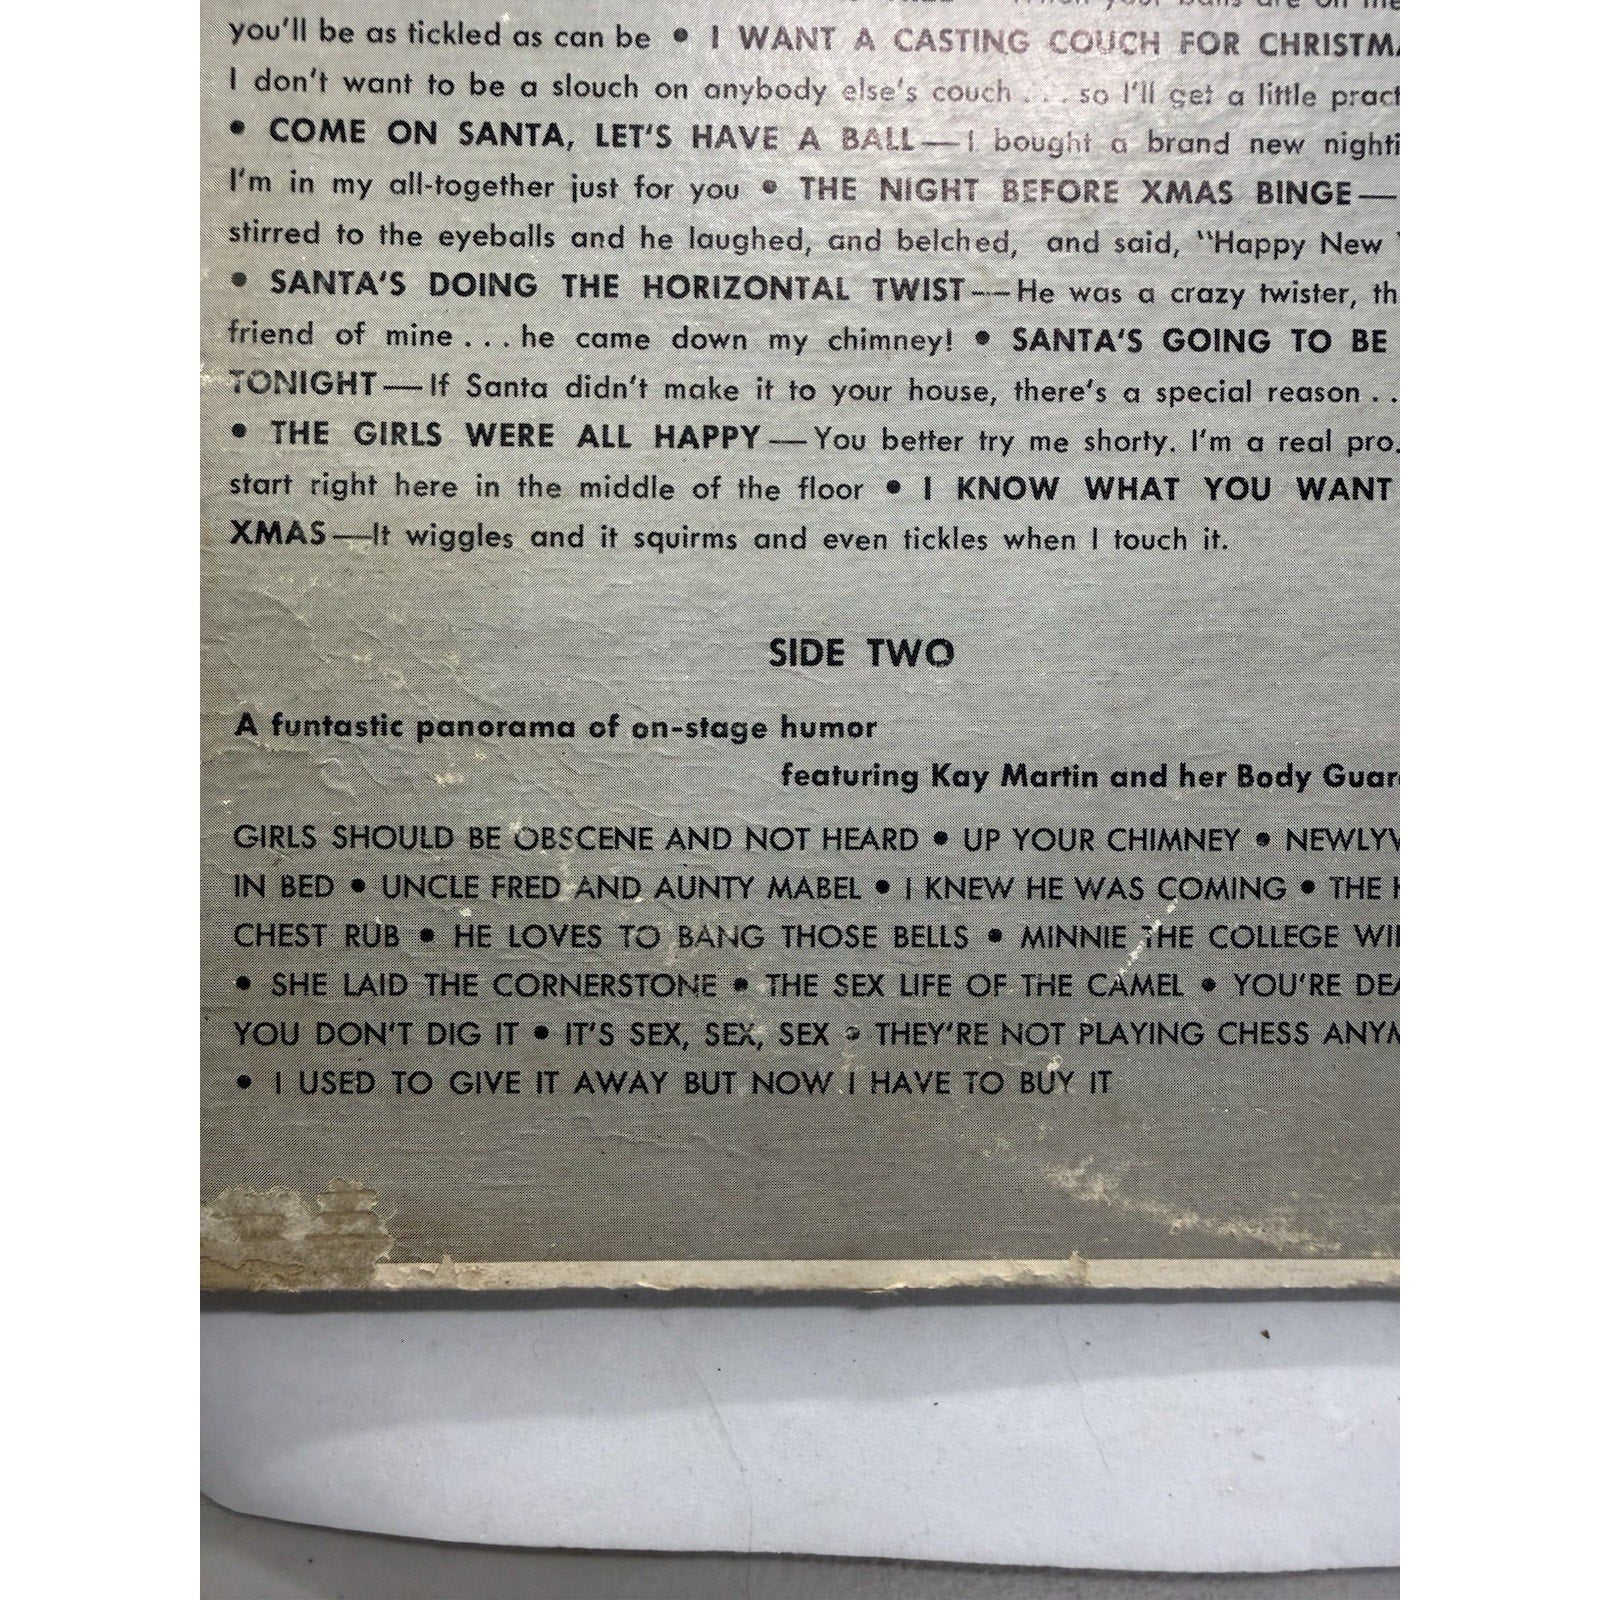 your balls are on the
you'll be as tickled as can be • I WANT A CASTING COUCH FOR CHRISTMA
I don't want to be a slouch on anybody else's couch . . . so I'll get a little pract
• COME ON SANTA, LET'S HAVE A BALL—I bought a brand new nighti
I'm in my all-together just for you • THE NIGHT BEFORE XMAS BINGE—
stirred to the eyeballs and he laughed, and belched, and said, "Happy New
• SANTA'S DOING THE HORIZONTAL TWIST—He was a crazy twister, th
friend of mine . . . he came down my chimney! • SANTA'S GOING TO BE
TONIGHT—If Santa didn't make it to your house, there's a special reason . .
• THE GIRLS WERE ALL HAPPY—You better try me shorty. I'm a real pro.
start right here in the middle of the floor • I KNOW WHAT YOU WANT
XMAS—It wiggles and it squirms and even tickles when I touch it.
SIDE TWO
A funtastic panorama of on-stage humor
featuring Kay Martin and her Body Guar
GIRLS SHOULD BE OBSCENE AND NOT HEARD • UP YOUR CHIMNEY • NEWLYW
IN BED • UNCLE FRED AND AUNTY MABEL • I KNEW HE WAS COMING • THE H
CHEST RUB • HE LOVES TO BANG THOSE BELLS • MINNIE THE COLLEGE WI
• SHE LAID THE CORNERSTONE • THE SEX LIFE OF THE CAMEL • YOU'RE DEA
YOU DON'T DIG IT • IT'S SEX, SEX, SEX • THEY'RE NOT PLAYING CHESS ANYM
• I USED TO GIVE IT AWAY BUT NOW I HAVE TO BUY IT